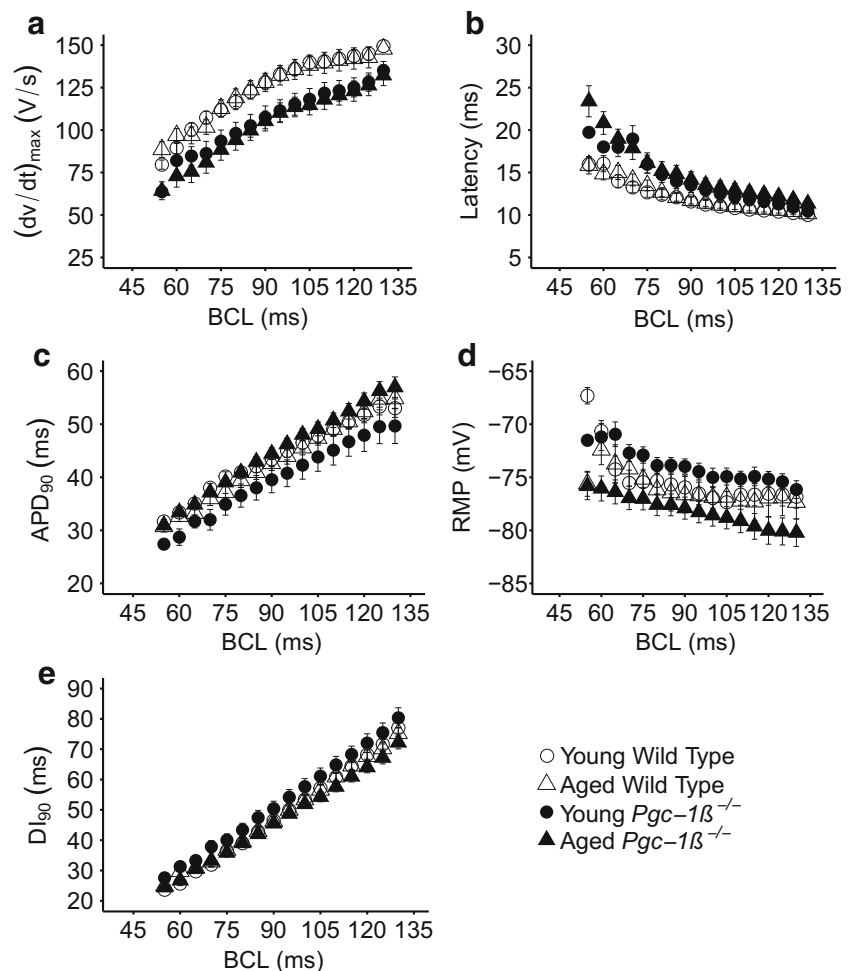 a
150
125
100
75
50
25
(dv/dt)max (V/s)
45 60 75 90 105 120 135
BCL (ms)
b
30
25
20
15
10
5
Latency (ms)
45 60 75 90 105 120 135
BCL (ms)
c
60
50
40
30
20
APD90 (ms)
45 60 75 90 105 120 135
BCL (ms)
d
−65
−70
−75
−80
−85
RMP (mV)
45 60 75 90 105 120 135
BCL (ms)
e
90
80
70
60
50
40
30
20
DI90 (ms)
45 60 75 90 105 120 135
BCL (ms)
Young Wild Type
Aged Wild Type
Young Pgc−1ß−/−
Aged Pgc−1ß−/−